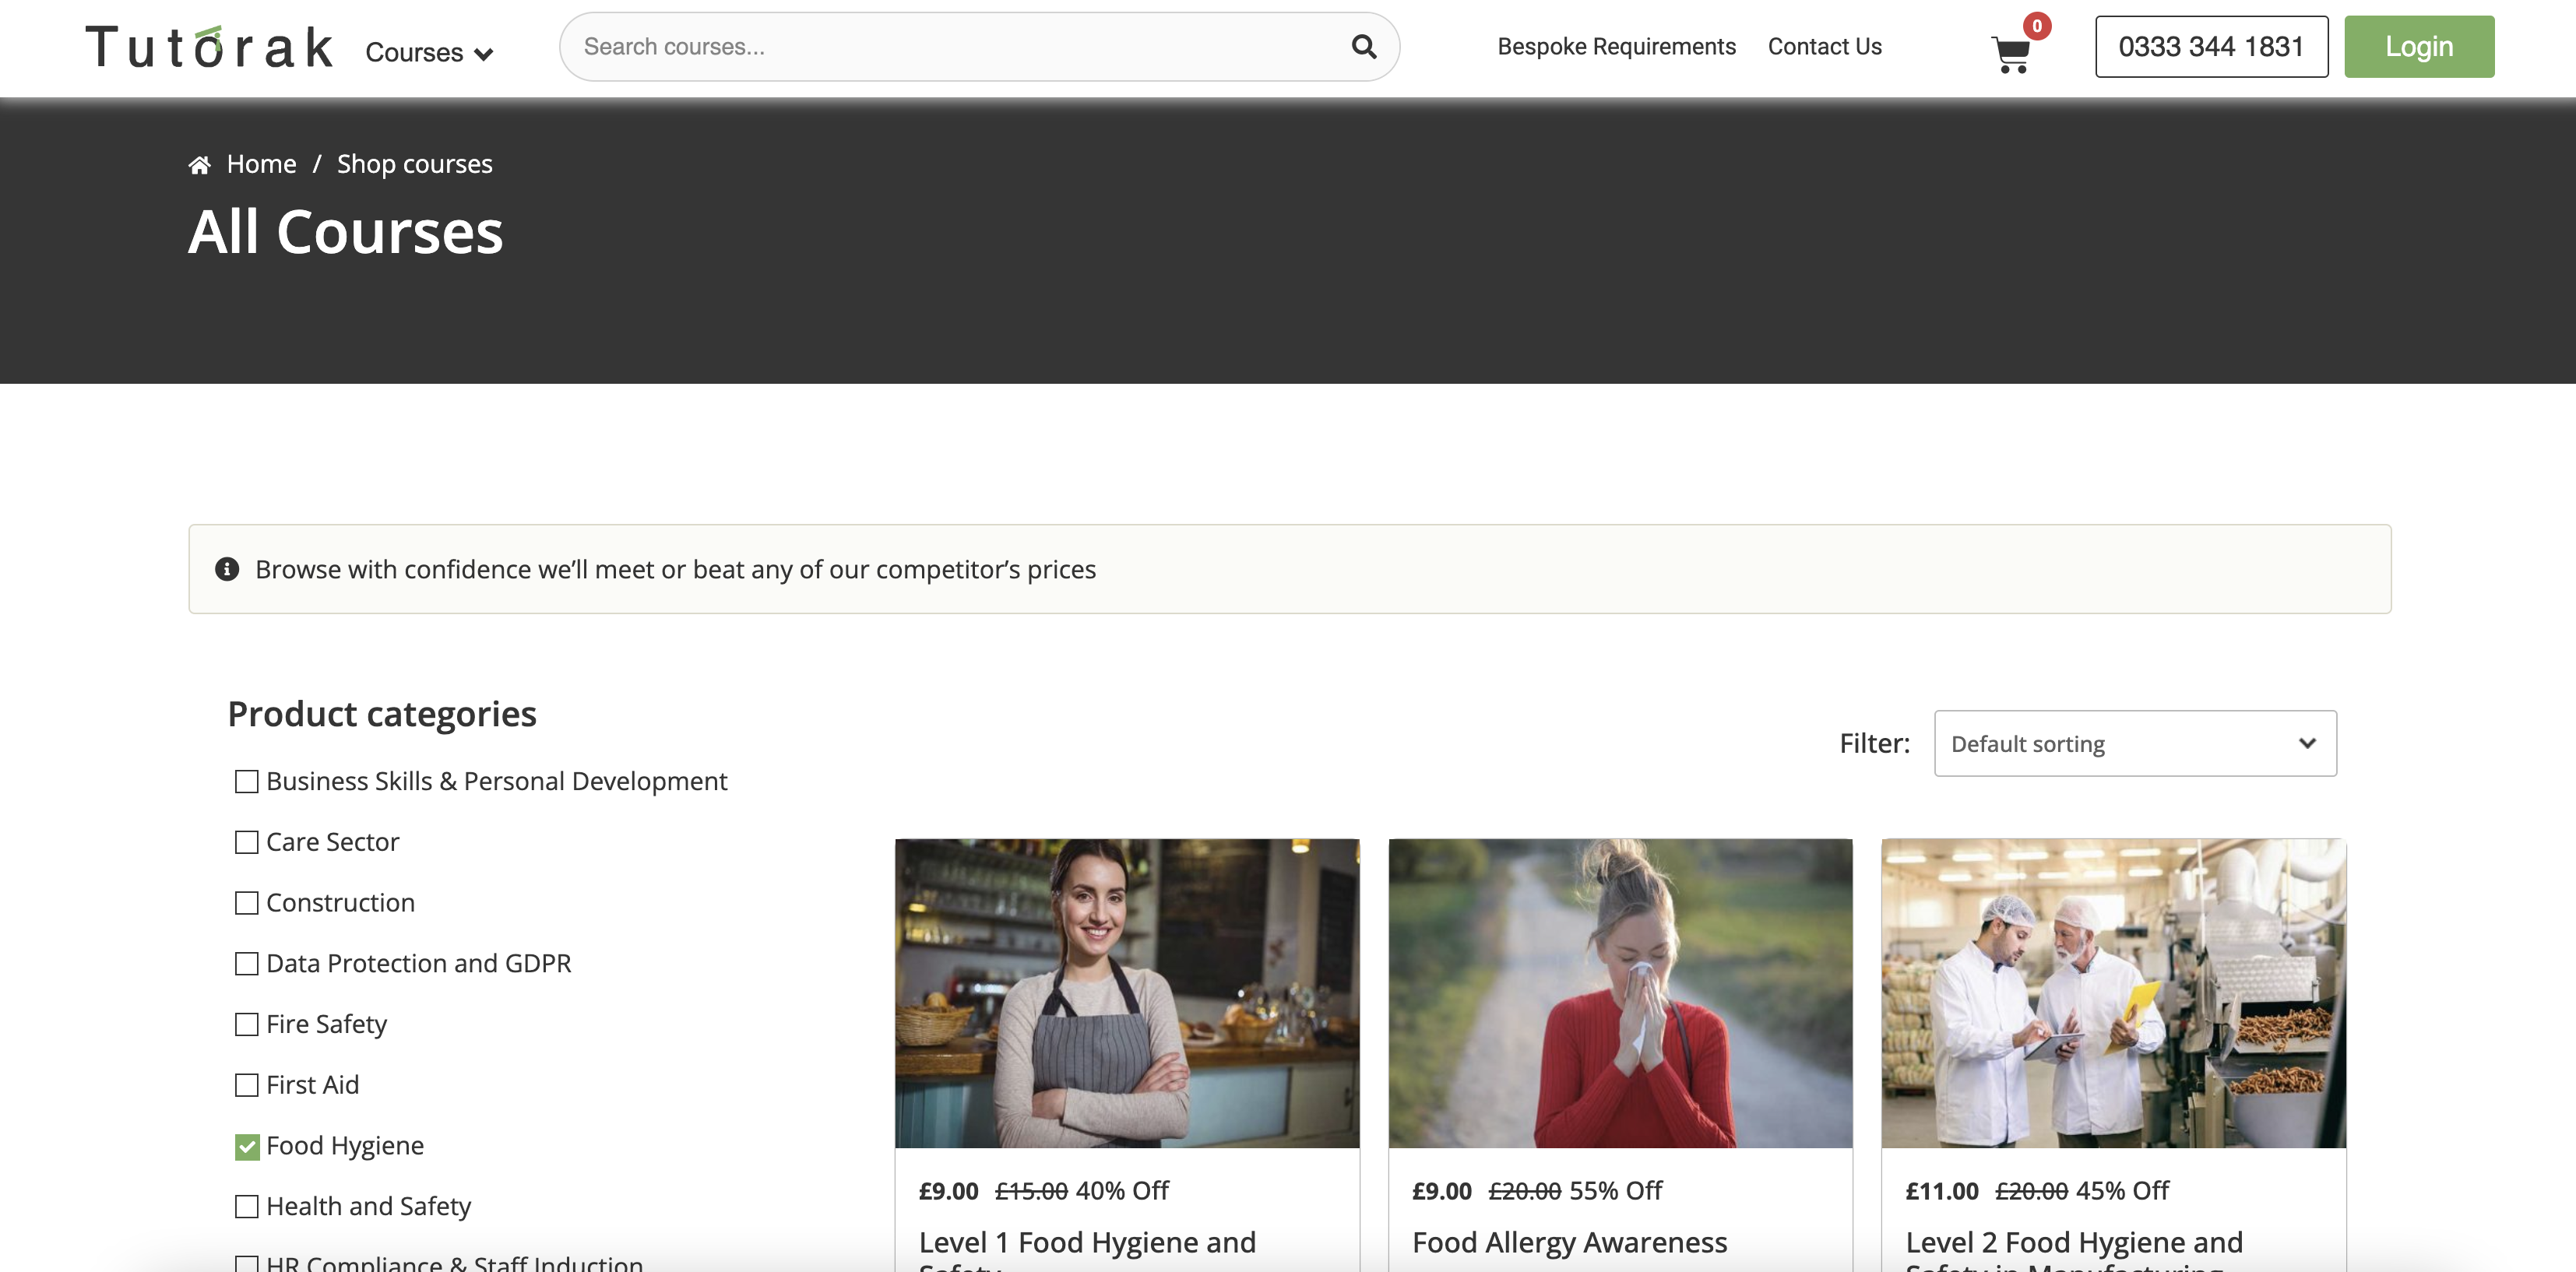 Tutorak
Courses
Search courses...
Bespoke Requirements
Contact Us
0
0333 344 1831
Login
Home / Shop courses
All Courses
Browse with confidence we’ll meet or beat any of our competitor’s prices
Product categories
Filter:
Default sorting
Business Skills & Personal Development
Care Sector
Construction
Data Protection and GDPR
Fire Safety
First Aid
Food Hygiene
Health and Safety
HR Compliance & Staff Induction
£9.00 £15.00 40% Off
Level 1 Food Hygiene and
Safety
£9.00 £20.00 55% Off
Food Allergy Awareness
£11.00 £20.00 45% Off
Level 2 Food Hygiene and
Safety in Manufacturing